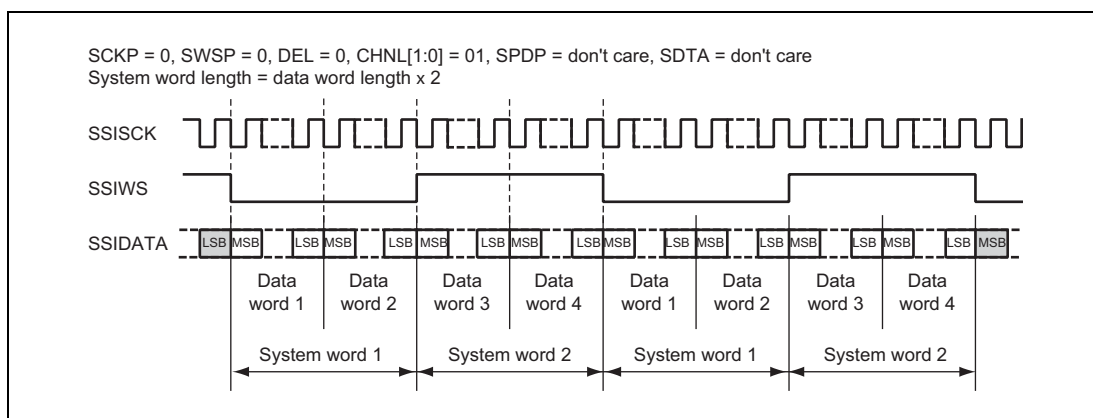 SCKP = 0, SWSP = 0, DEL = 0, CHNL[1:0] = 01, SPDP = don't care, SDTA = don't care
System word length = data word length x 2
SSISCK
SSIWS
SSIDATA
LSB MSB LSB MSB LSB MSB LSB MSB LSB MSB LSB MSB LSB MSB LSB MSB LSB MSB
Data word 1
Data word 2
Data word 3
Data word 4
Data word 1
Data word 2
Data word 3
Data word 4
System word 1
System word 2
System word 1
System word 2